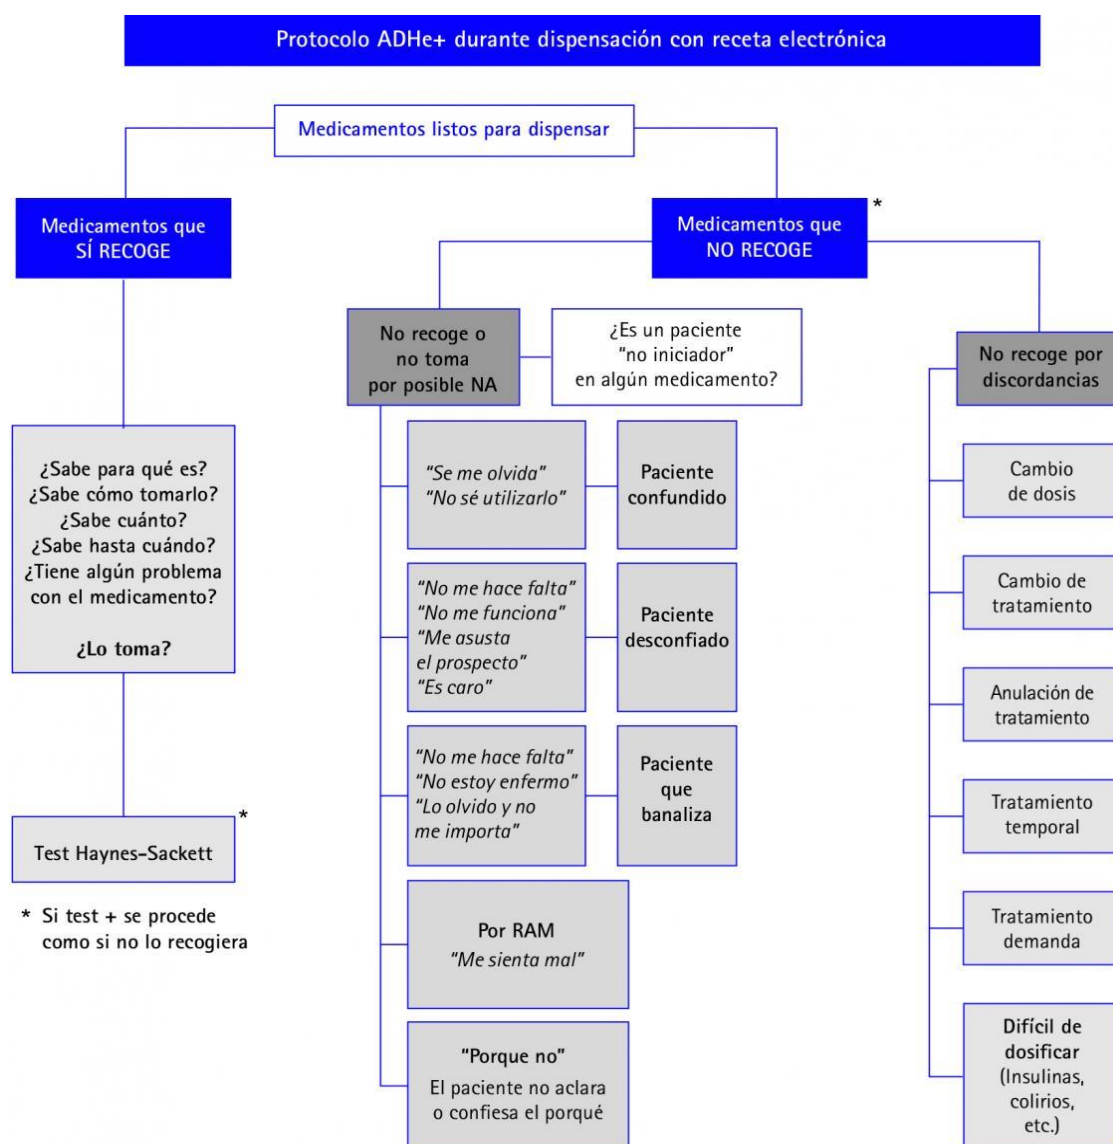 Protocolo ADHe+ durante dispensación con receta electrónica
Medicamentos listos para dispensar
Medicamentos que
SÍ RECOGE
*
Medicamentos que
NO RECOGE
¿Sabe para qué es?
¿Sabe cómo tomarlo?
¿Sabe cuánto?
¿Sabe hasta cuándo?
¿Tiene algún problema
con el medicamento?
¿Lo toma?
*
Test Haynes-Sackett
* Si test + se procede
como si no lo recogiera
No recoge o
no toma
por posible NA
¿Es un paciente
“no iniciador”
en algún medicamento?
“Se me olvida”
“No sé utilizarlo”
Paciente
confundido
“No me hace falta”
“No me funciona”
“Me asusta
el prospecto”
“Es caro”
Paciente
desconfiado
“No me hace falta”
“No estoy enfermo”
“Lo olvido y no
me importa”
Paciente
que
banaliza
Por RAM
“Me sienta mal”
“Porque no”
El paciente no aclara
o confiesa el porqué
No recoge por
discordancias
Cambio
de dosis
Cambio de
tratamiento
Anulación de
tratamiento
Tratamiento
temporal
Tratamiento
demanda
Difícil de
dosificar
(Insulinas,
colirios,
etc.)